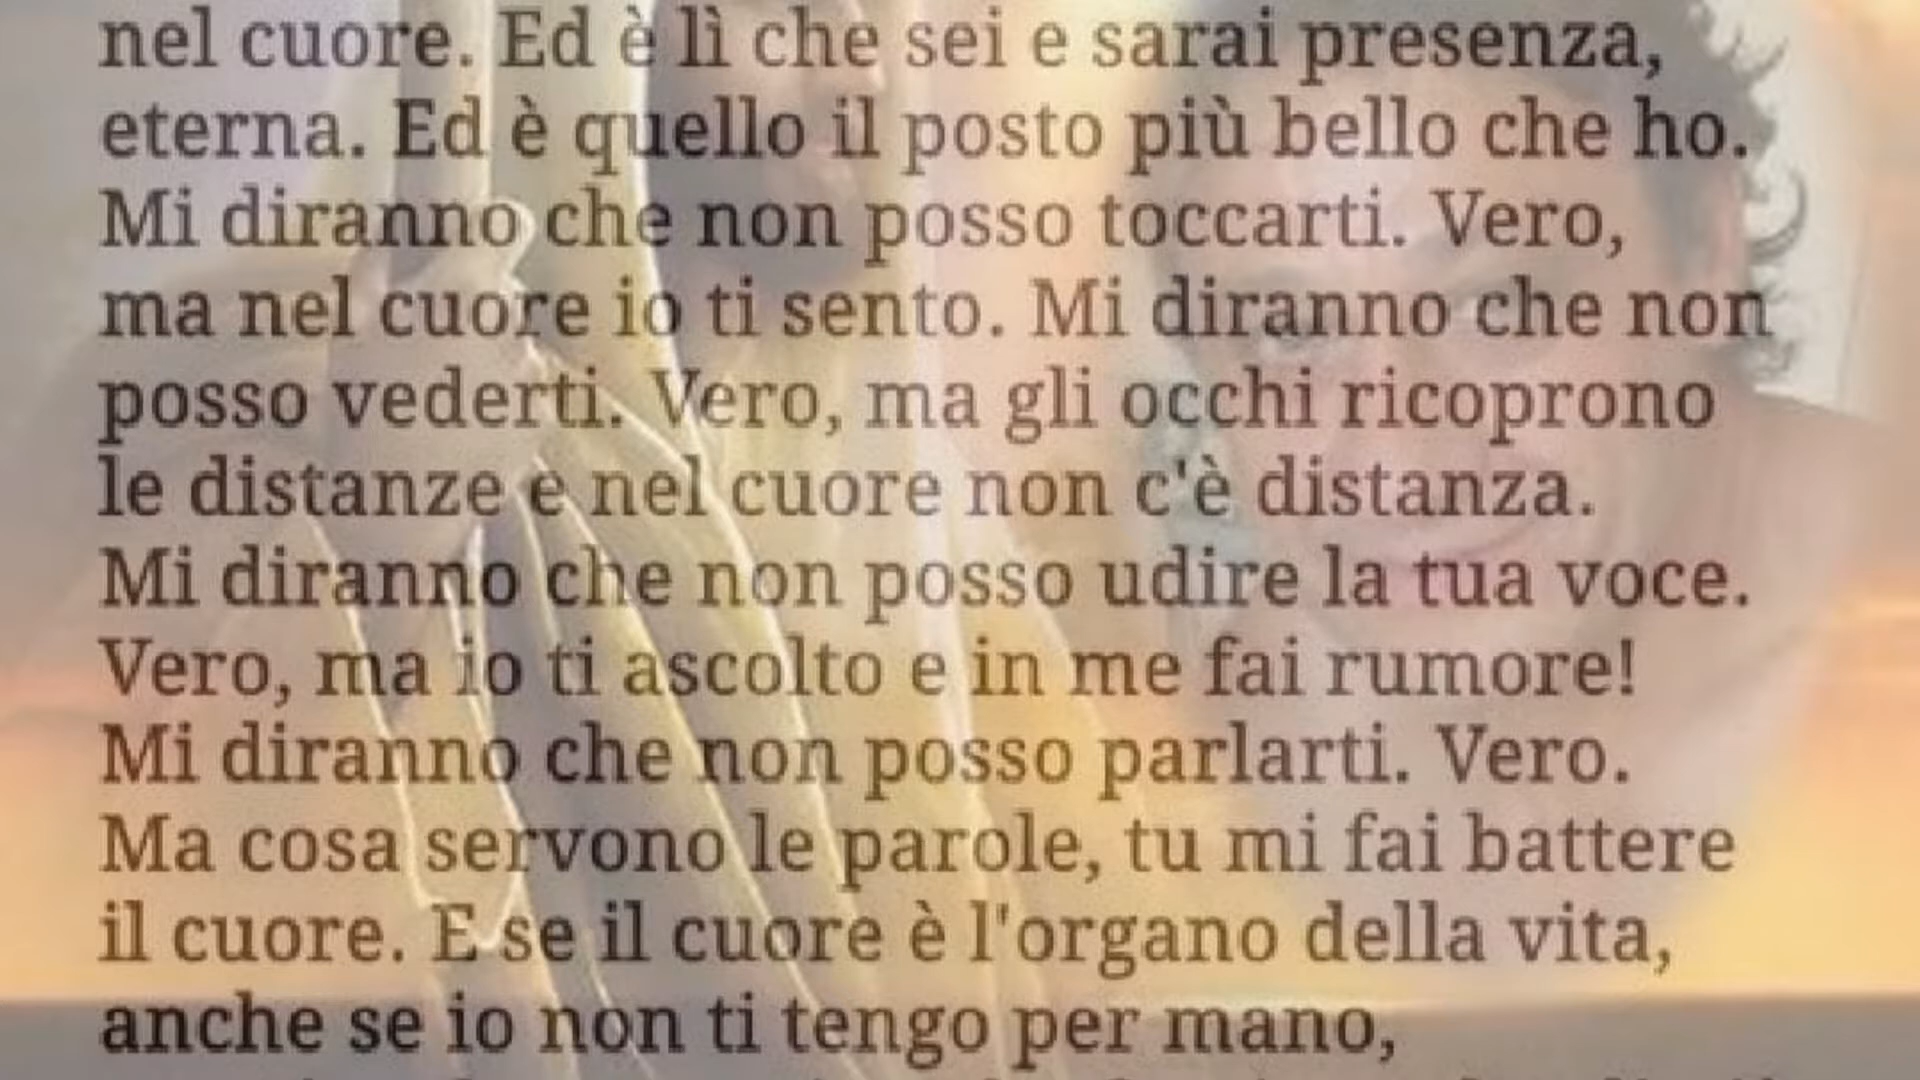 nel cuore. Ed è lì che sei e sarai presenza,
eterna. Ed è quello il posto più bello che ho.
Mi diranno che non posso toccarti. Vero,
ma nel cuore io ti sento. Mi diranno che non
posso vederti. Vero, ma gli occhi ricoprono
le distanze e nel cuore non c'è distanza.
Mi diranno che non posso udire la tua voce.
Vero, ma io ti ascolto e in me fai rumore!
Mi diranno che non posso parlarti. Vero.
Ma cosa servono le parole, tu mi fai battere
il cuore. E se il cuore è l'organo della vita,
anche se io non ti tengo per mano,